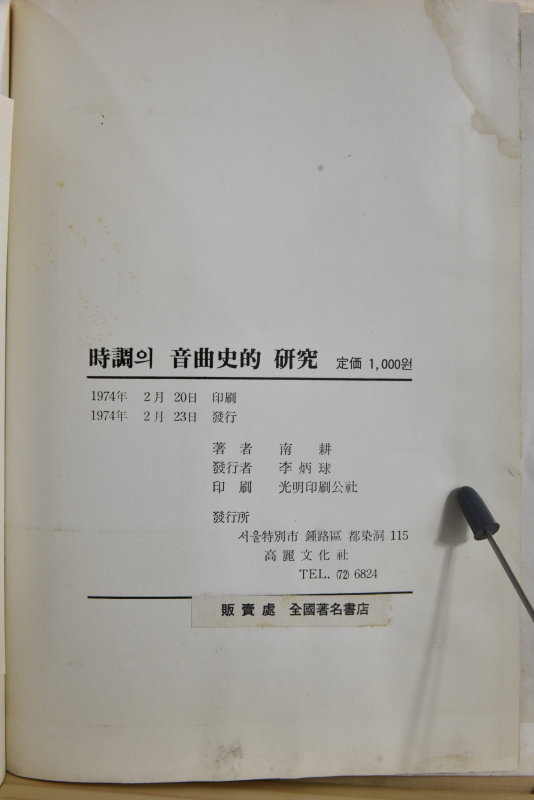 時調의 音曲史的 硏究 定価 1,000원
1974年 2月 20日 印刷
1974年 2月 23日 發行
著者 南耕
發行者 李炳球
印刷 光明印刷公社
發行所
서울特別市 鍾路區 都染洞 115
高麗文化社
TEL. (72) 6824
販賣處 全國著名書店